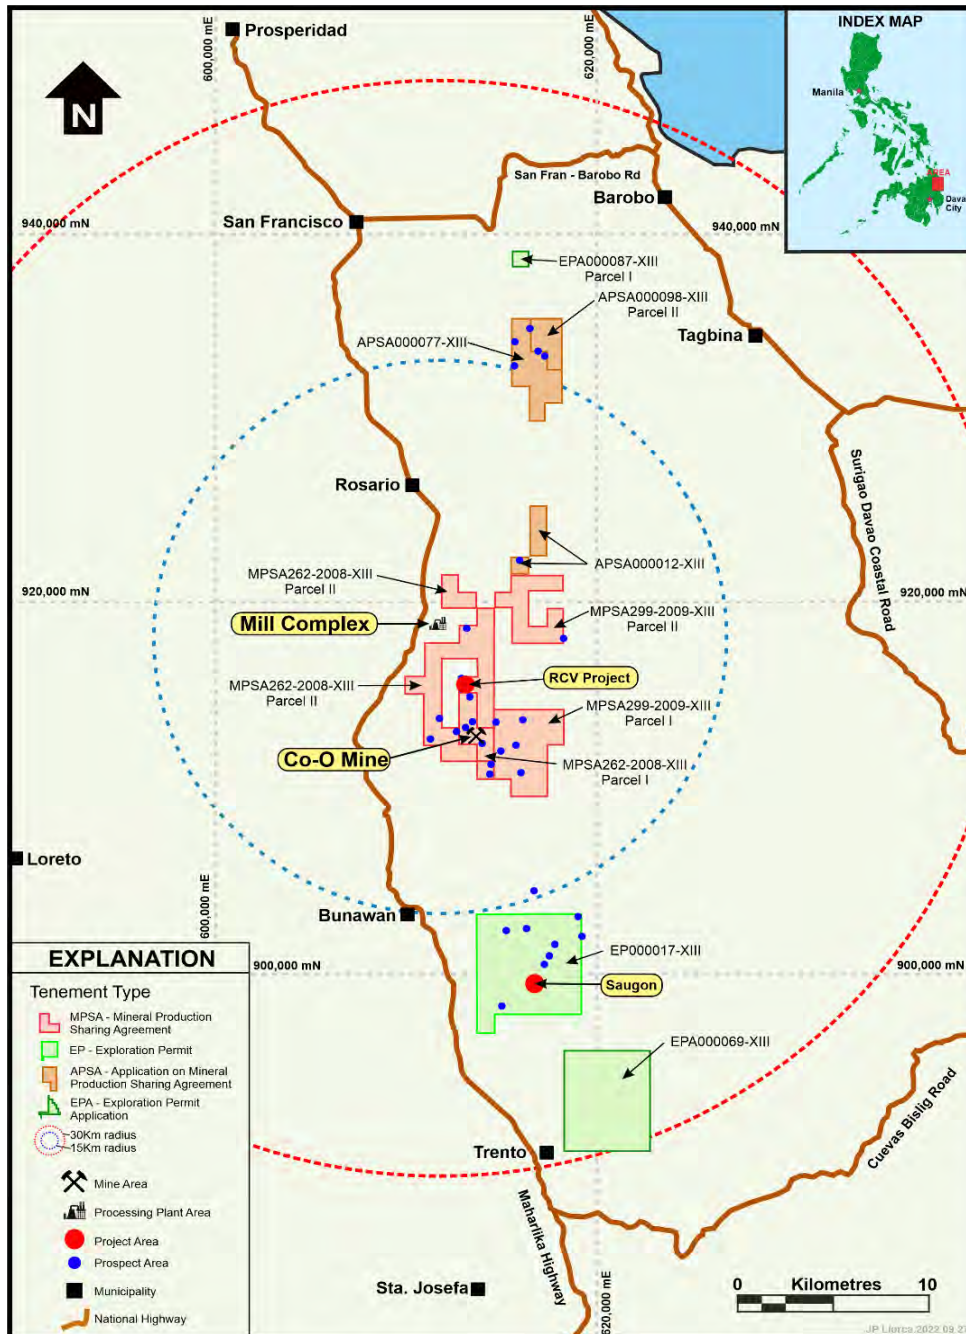 Prosperidad
600,000 mE
620,000 mE
INDEX MAP
Manila
AREA
Davao
City
N
San Fran - Barobo Rd
Barobo
San Francisco
940,000 mN
940,000 mN
EPA000087-XIII
Parcel I
APSA000098-XIII
Parcel II
APSA000077-XIII
Tagbina
Rosario
Surigao Davao Coastal Road
APSA000012-XIII
MPSA262-2008-XIII
Parcel II
920,000 mN
920,000 mN
MPSA299-2009-XIII
Parcel II
Mill Complex
RCV Project
MPSA262-2008-XIII
Parcel II
MPSA299-2009-XIII
Parcel I
Co-O Mine
MPSA262-2008-XIII
Parcel I
Loreto
600,000 mE
Bunawan
EP000017-XIII
900,000 mN
900,000 mN
Saugon
EPA000069-XIII
Trento
Cuevas Bislig Road
Maharlika Highway
Sta. Josefa
620,000 mE
EXPLANATION
Tenement Type
MPSA - Mineral Production
Sharing Agreement
EP - Exploration Permit
APSA - Application on Mineral
Production Sharing Agreement
EPA - Exploration Permit
Application
30Km radius
15Km radius
Mine Area
Processing Plant Area
Project Area
Prospect Area
Municipality
National Highway
0 Kilometres 10